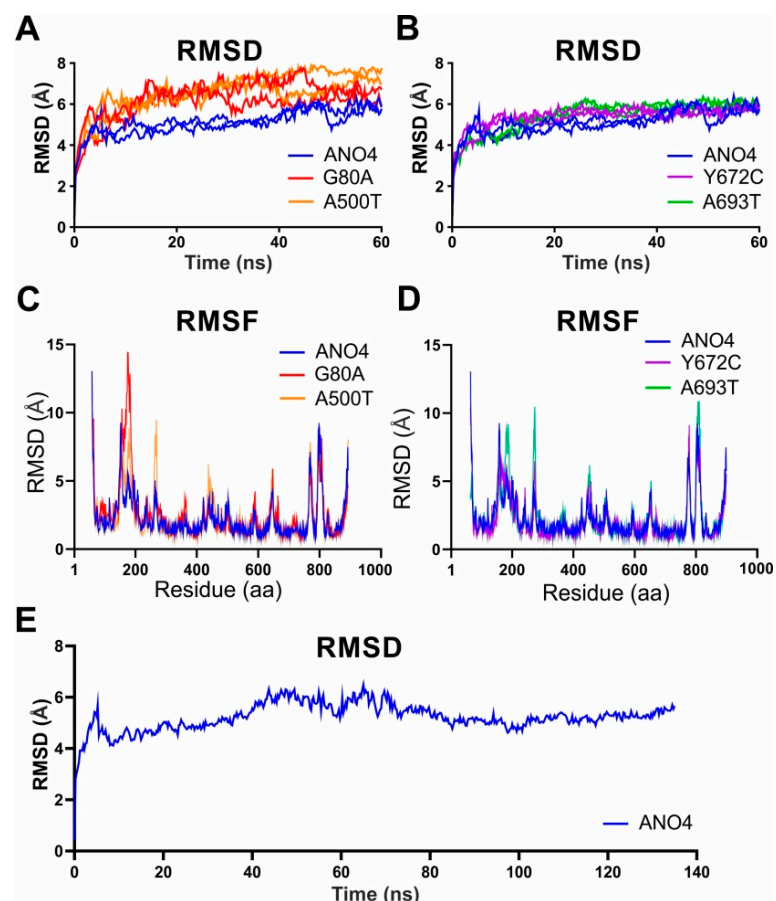 A
RMSD
RMSD (Å)
8
6
4
2
0
ANO4
G80A
A500T
0
20
40
60
Time (ns)
B
RMSD
RMSD (Å)
8
6
4
2
0
ANO4
Y672C
A693T
0
20
40
60
Time (ns)
C
RMSF
RMSD (Å)
15
10
5
0
ANO4
G80A
A500T
1
200
400
600
800
1000
Residue (aa)
D
RMSF
RMSD (Å)
15
10
5
0
ANO4
Y672C
A693T
1
200
400
600
800
1000
Residue (aa)
E
RMSD
RMSD (Å)
8
6
4
2
0
ANO4
0
20
40
60
80
100
120
140
Time (ns)